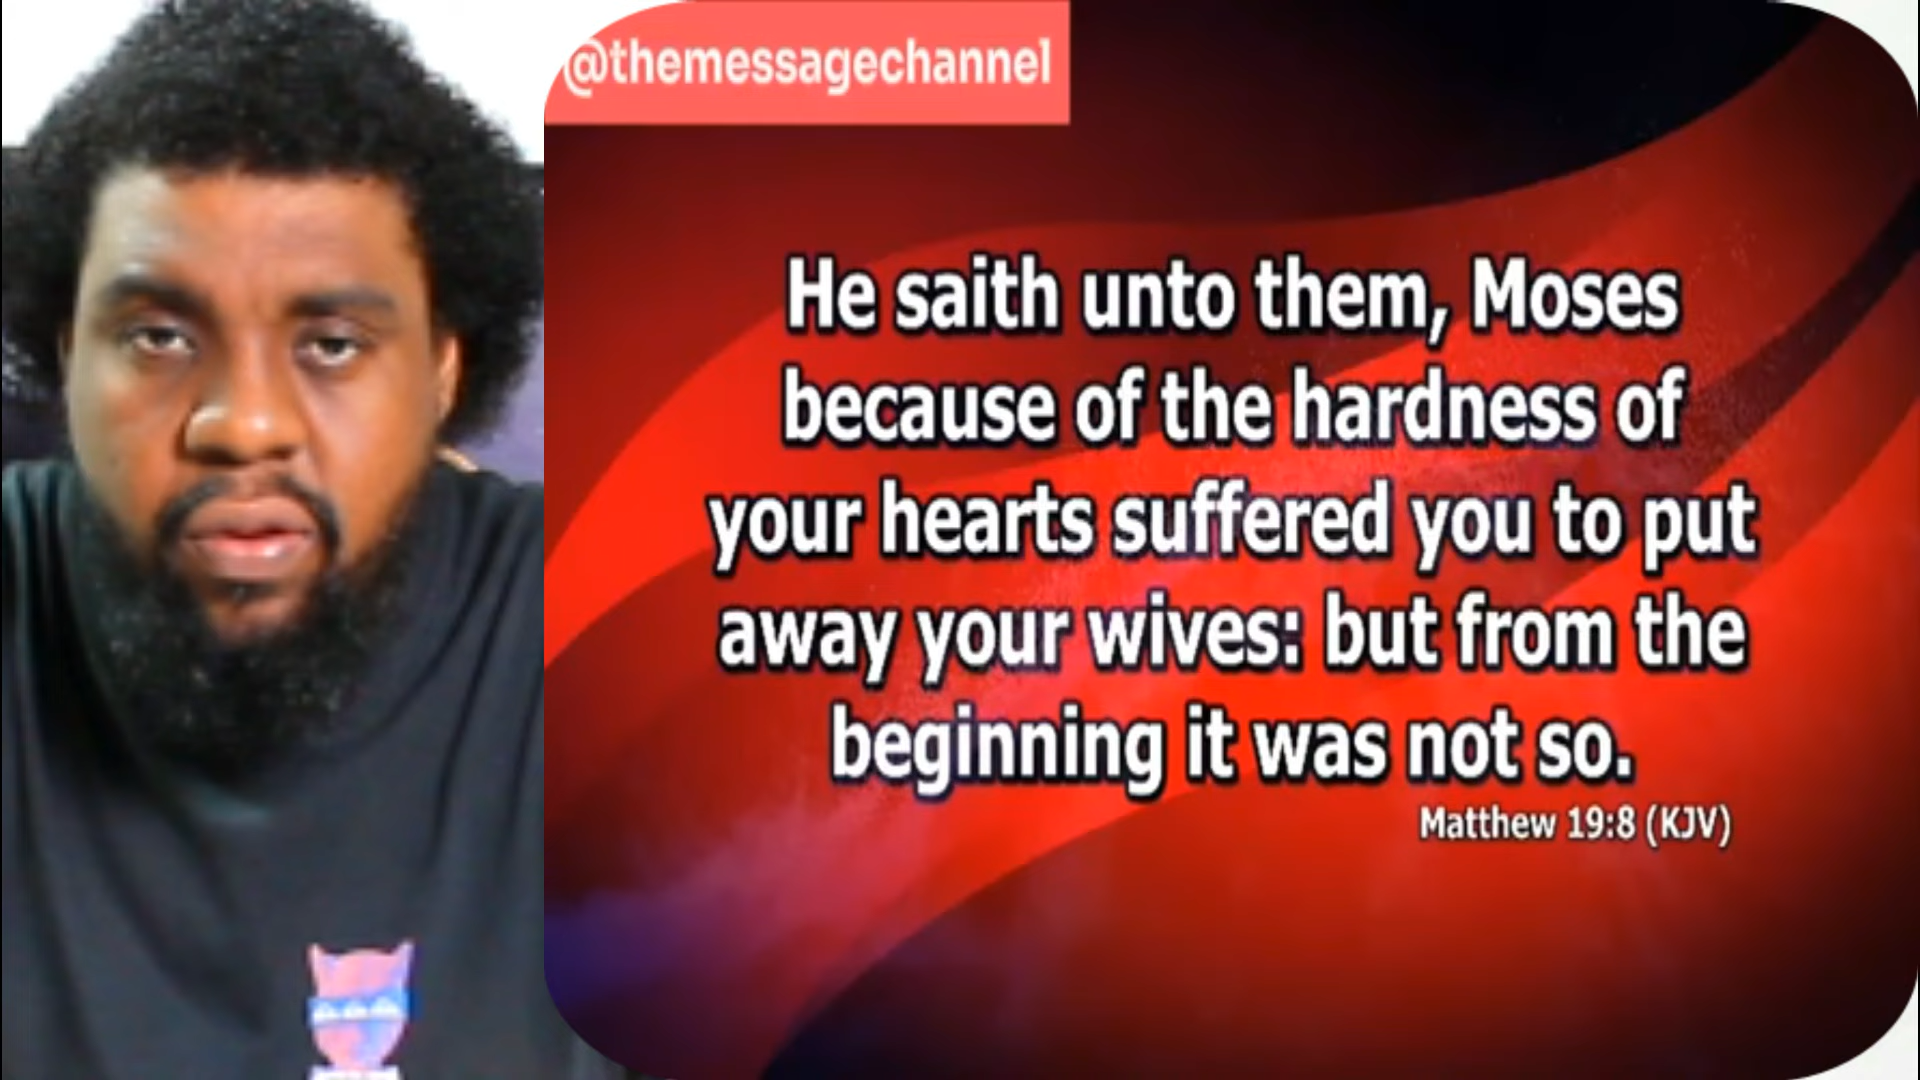 @themessagechannel
He saith unto them, Moses
because of the hardness of
your hearts suffered you to put
away your wives: but from the
beginning it was not so.
Matthew 19:8 (KJV)